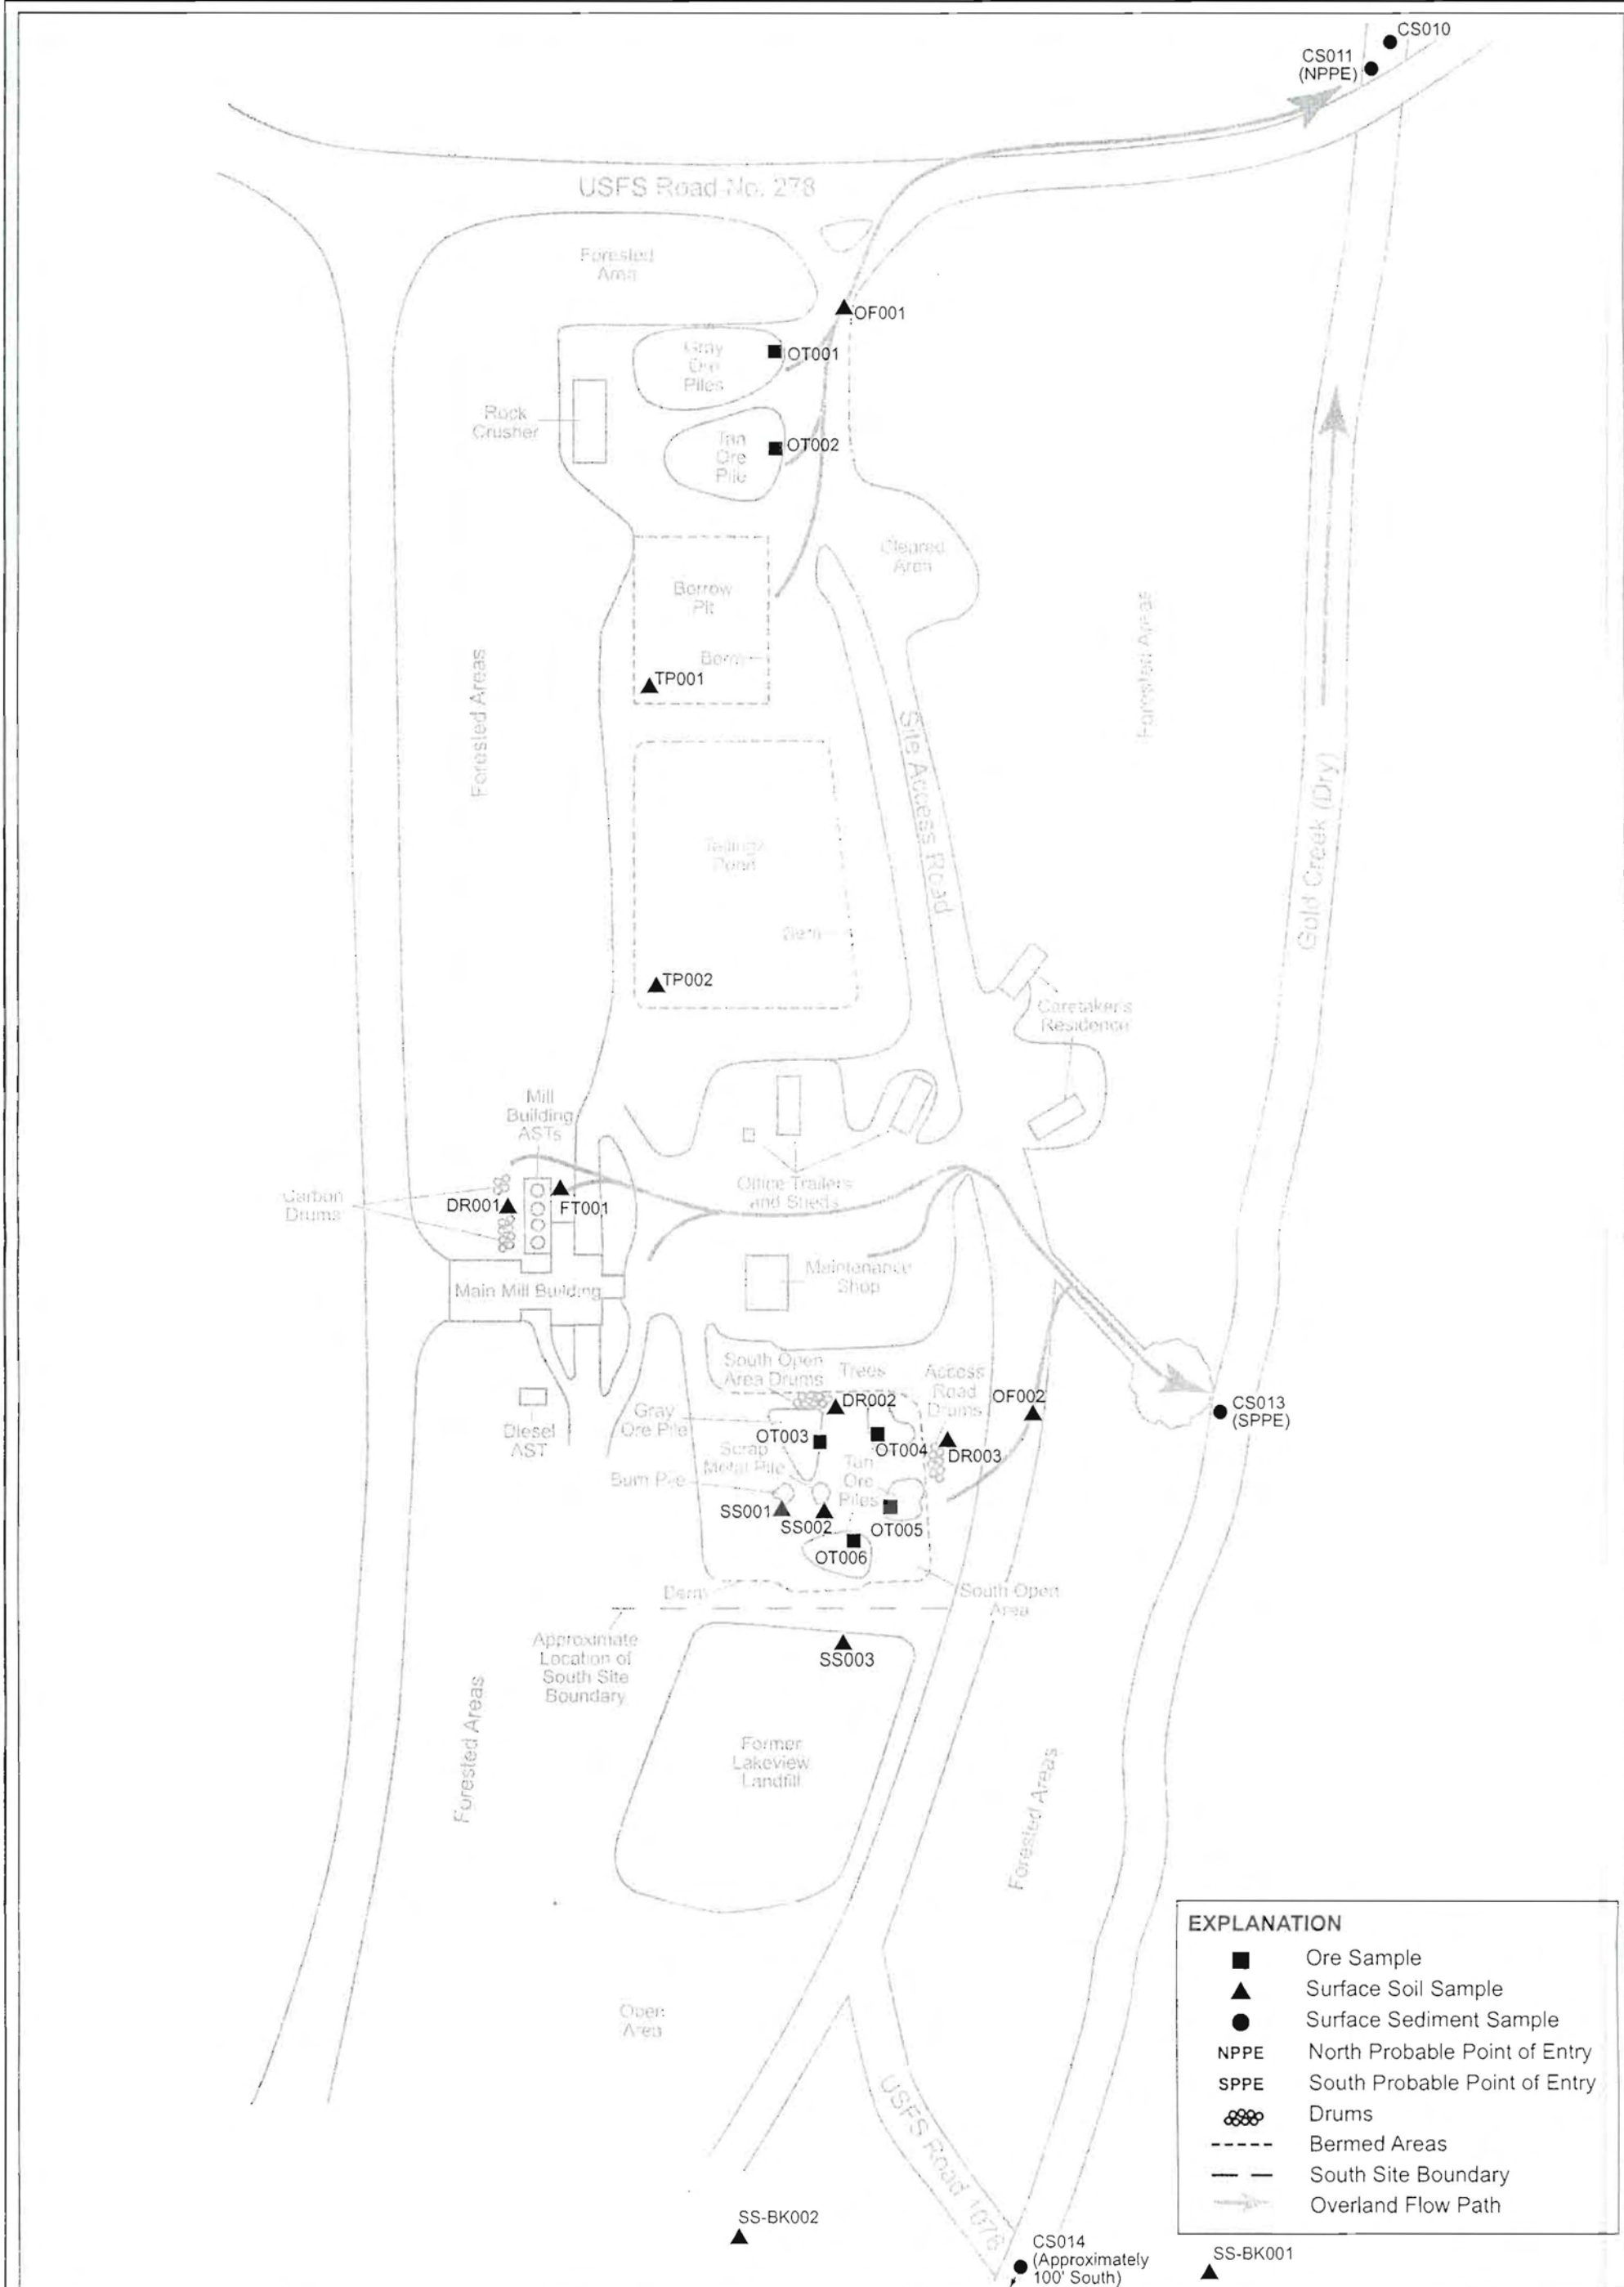 CS010
CS011
(NPPE)
USFS Road No. 278
Forested
Area
OF001
Gray
Ore
Piles
OT001
Rock
Crusher
Tan
Ore
Pile
OT002
Cleared
Area
Borrow
Pit
Berm
TP001
Forested Areas
Forested Areas
Site Access Road
Gold Creek (Dry)
Tailings
Pond
Berm
TP002
Caretaker's
Residence
Mill
Building
ASTs
Carbon
Drums
DR001
FT001
Office Trailers
and Sheds
Maintenance
Shop
Main Mill Building
South Open
Area Drums
Trees
Access
Road
Drums
OF002
CS013
(SPPE)
DR002
Gray
Ore Pile
Diesel
AST
OT003
OT004
DR003
Scrap
Metal Pile
Tan
Ore
Piles
Burn Pile
SS001
SS002
OT005
OT006
Berm
South Open
Area
Approximate
Location of
South Site
Boundary
SS003
Forested Areas
Former
Lakeview
Landfill
Forested Areas
Open
Area
USFS Road 1078
SS-BK002
CS014
(Approximately
100' South)
SS-BK001
EXPLANATION
Ore Sample
Surface Soil Sample
Surface Sediment Sample
NPPE North Probable Point of Entry
SPPE South Probable Point of Entry
Drums
Bermed Areas
South Site Boundary
Overland Flow Path